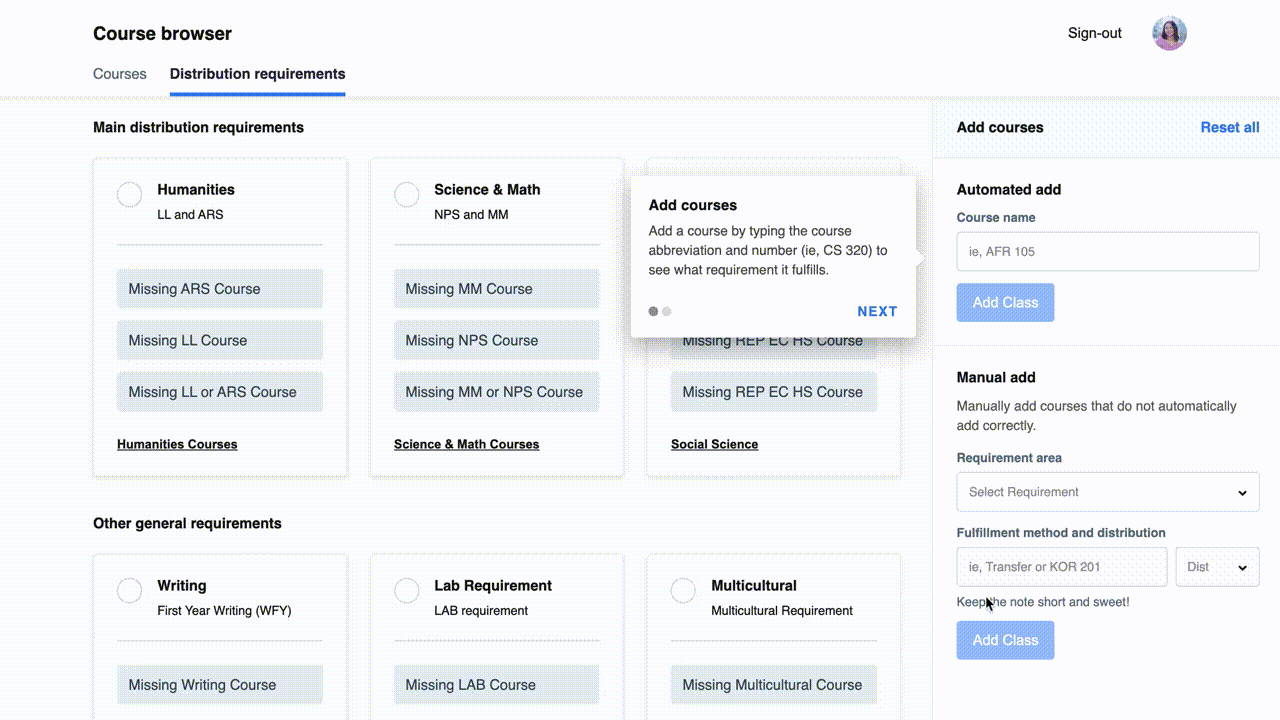 Course browser
Sign-out
Courses
Distribution requirements
Main distribution requirements
Humanities
LL and ARS
Missing ARS Course
Missing LL Course
Missing LL or ARS Course
Humanities Courses
Science & Math
NPS and MM
Missing MM Course
Missing NPS Course
Missing MM or NPS Course
Science & Math Courses
Add courses
Add a course by typing the course
abbreviation and number (ie, CS 320) to
see what requirement it fulfills.
NEXT
Missing REP EC HS Course
Missing REP EC HS Course
Social Science
Other general requirements
Writing
First Year Writing (WFY)
Missing Writing Course
Lab Requirement
LAB requirement
Missing LAB Course
Multicultural
Multicultural Requirement
Missing Multicultural Course
Add courses
Reset all
Automated add
Course name
ie, AFR 105
Add Class
Manual add
Manually add courses that do not automatically
add correctly.
Requirement area
Select Requirement
Fulfillment method and distribution
ie, Transfer or KOR 201
Dist
Keep the note short and sweet!
Add Class